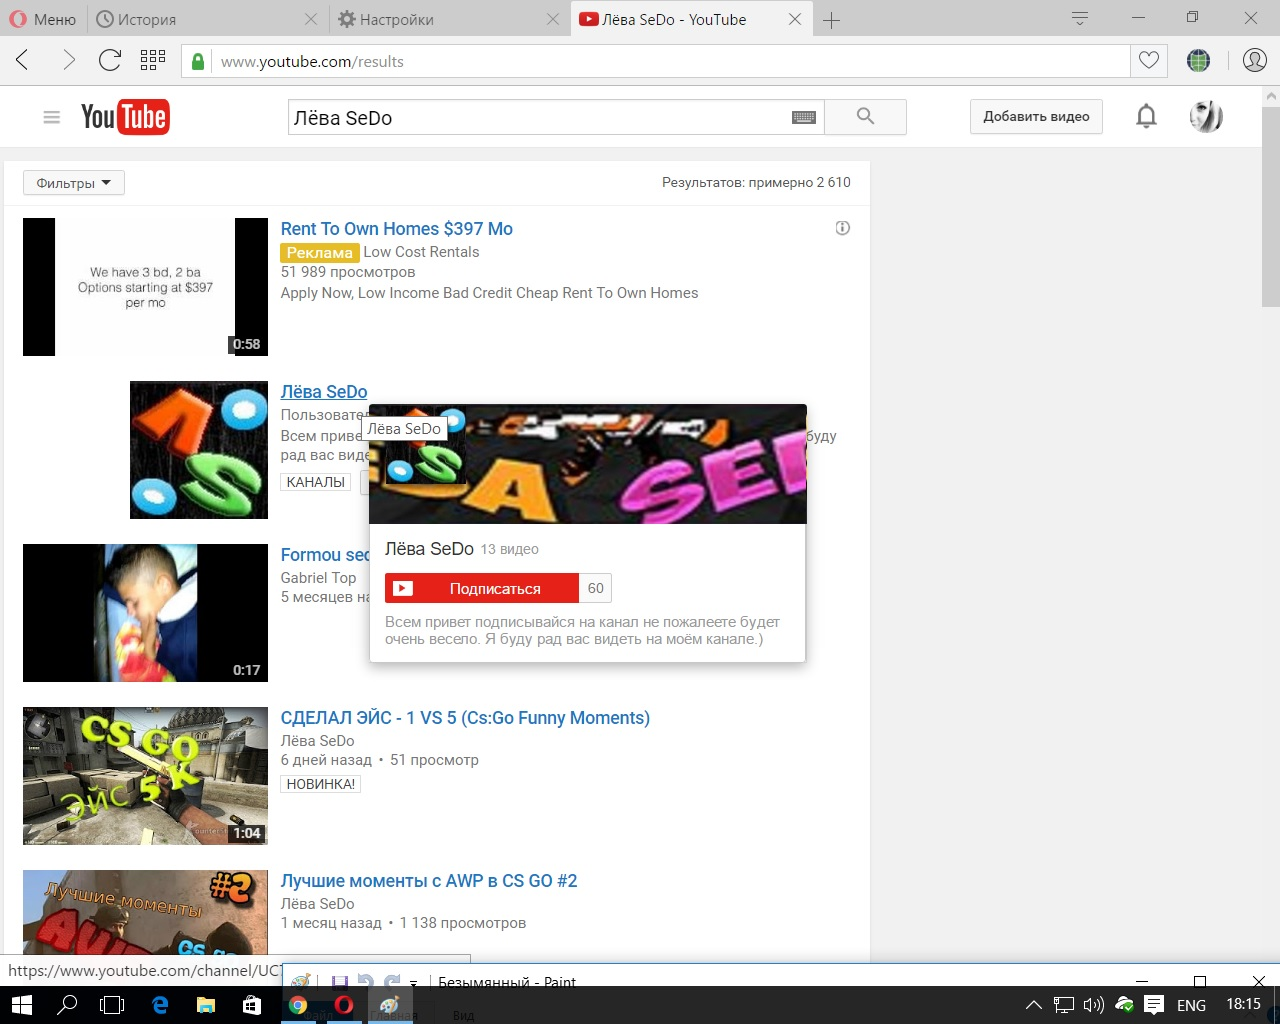 Меню
История
Настройки
Лёва SeDo - YouTube
www.youtube.com/results
YouTube
Лёва SeDo
Добавить видео
Фильтры
Результатов: примерно 2 610
We have 3 bd, 2 ba
Options starting at $397
per mo
0:58
Rent To Own Homes $397 Mo
Реклама Low Cost Rentals
51 989 просмотров
Apply Now, Low Income Bad Credit Cheap Rent To Own Homes
Лёва SeDo
Всем
буду
рад вас
КАНАЛЫ
Лёва SeDo
Лёва SeDo 13 видео
Подписаться 60
Всем привет подписывайся на канал не пожалеете будет
очень весело. Я буду рад вас видеть на моём канале.)
0:17
Formou
Gabriel Top
5 месяцев
CS GO
ЭЙС 5 K
1:04
СДЕЛАЛ ЭЙС - 1 VS 5 (Cs:Go Funny Moments)
Лёва SeDo
6 дней назад • 51 просмотр
НОВИНКА!
#2
Лучшие моменты
AWP
CS GO
Лучшие моменты с AWP в CS GO #2
Лёва SeDo
1 месяц назад • 1 138 просмотров
https://www.youtube.com/channel/UC
Безымянный - Paint
Файл Главная Вид
ENG 18:15